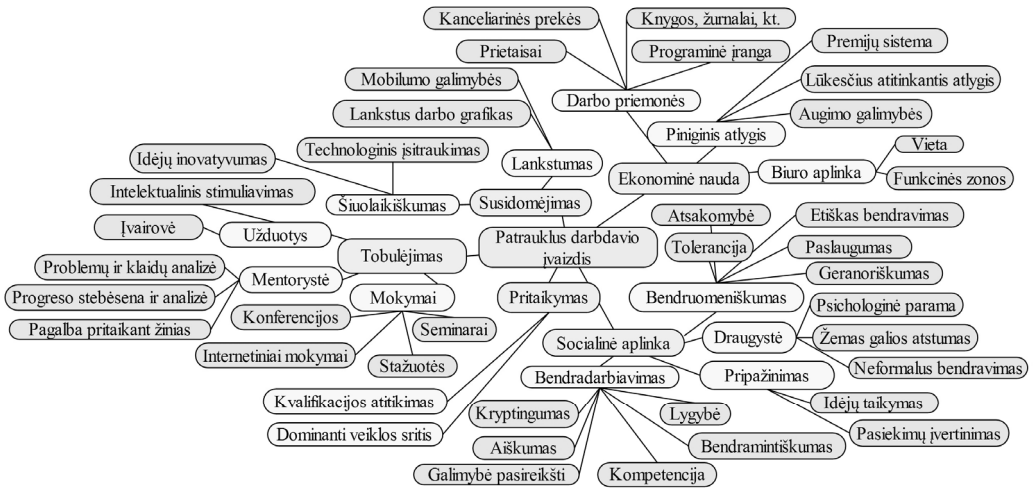 Kanceliarinės prekės
Knygos, žurnalai, kt.
Prietaisai
Programinė įranga
Premijų sistema
Mobilumo galimybės
Lūkesčius atitinkantis atlygis
Darbo priemonės
Lankstus darbo grafikas
Augimo galimybės
Piniginis atlygis
Technologinis įsitraukimas
Vieta
Idėjų inovatyvumas
Lankstumas
Biuro aplinka
Ekonominė nauda
Funkcinės zonos
Intelektualinis stimuliavimas
Šiuolaikiškumas
Susidomėjimas
Atsakomybė
Etiškas bendravimas
Įvairovė
Užduotys
Patrauklus darbdavio
įvaizdis
Tolerancija
Paslaugumas
Tobulėjimas
Problemų ir klaidų analizė
Geranoriškumas
Mentorystė
Progreso stebėsena ir analizė
Mokymai
Pritaikymas
Bendruomeniškumas
Psichologinė parama
Konferencijos
Pagalba pritaikant žinias
Seminarai
Draugystė
Žemas galios atstumas
Socialinė aplinka
Internetiniai mokymai
Stažuotės
Neformalus bendravimas
Bendradarbiavimas
Pripažinimas
Kvalifikacijos atitikimas
Idėjų taikymas
Kryptingumas
Lygybė
Dominanti veiklos sritis
Pasiekimų įvertinimas
Aiškumas
Bendramintiškumas
Galimybė pasireikšti
Kompetencija